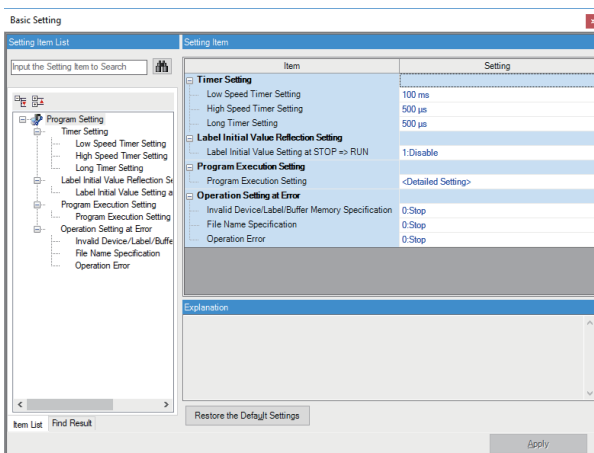 Basic Setting
Setting Item List
Input the Setting Item to Search
Program Setting
Timer Setting
Low Speed Timer Setting
High Speed Timer Setting
Long Timer Setting
Label Initial Value Reflection Se
Label Initial Value Setting a
Program Execution Setting
Program Execution Setting
Operation Setting at Error
Invalid Device/Label/Buffe
File Name Specification
Operation Error
Item List Find Result
Setting Item
Item Setting
Timer Setting
Low Speed Timer Setting 100 ms
High Speed Timer Setting 500 µs
Long Timer Setting 500 µs
Label Initial Value Reflection Setting
Label Initial Value Setting at STOP => RUN 1:Disable
Program Execution Setting
Program Execution Setting <Detailed Setting>
Operation Setting at Error
Invalid Device/Label/Buffer Memory Specification 0:Stop
File Name Specification 0:Stop
Operation Error 0:Stop
Explanation
Restore the Default Settings
Apply